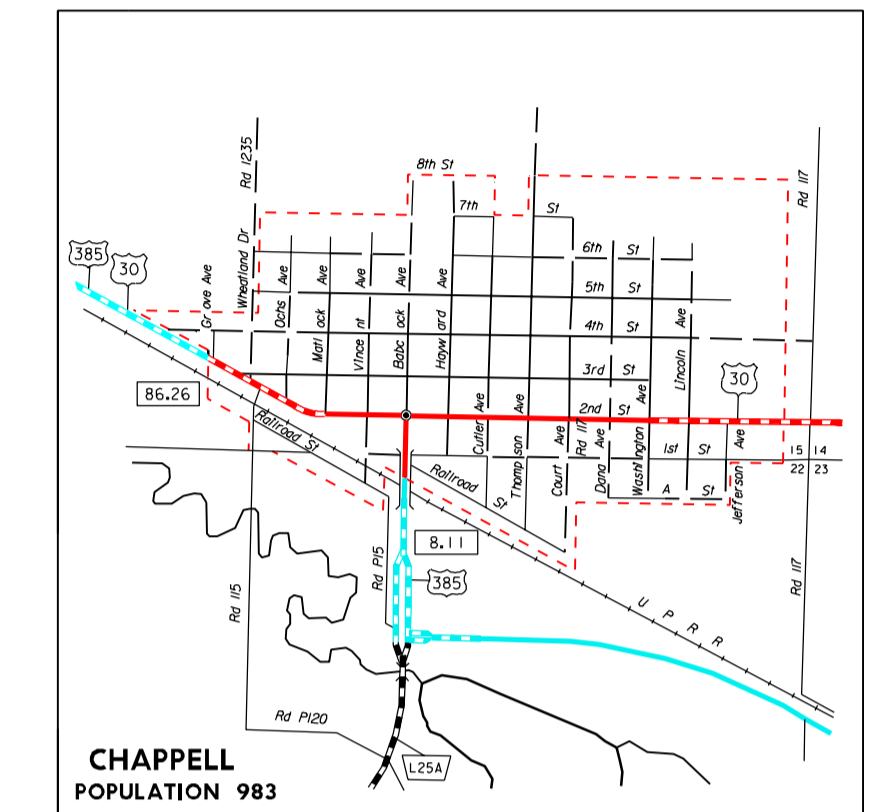 8th St
Rd 1235
Rd 117
7th St
Wheatland Dr
6th St
385
30
Grove Ave
Ochs Ave
Matlock Ave
Vincent Ave
Babcock Ave
Hayward Ave
5th St
4th St
Lincoln Ave
3rd St
30
86.26
2nd St
Cutler Ave
Thompson Ave
Court Ave
Rd 117
Dana Ave
Washington Ave
Jefferson Ave
Railroad St
1st St
15 14
22 23
Railroad St
A St
8.11
Rd P15
385
Rd 115
Rd 117
U P R R
Rd P120
L25A
CHAPPELL
POPULATION 983